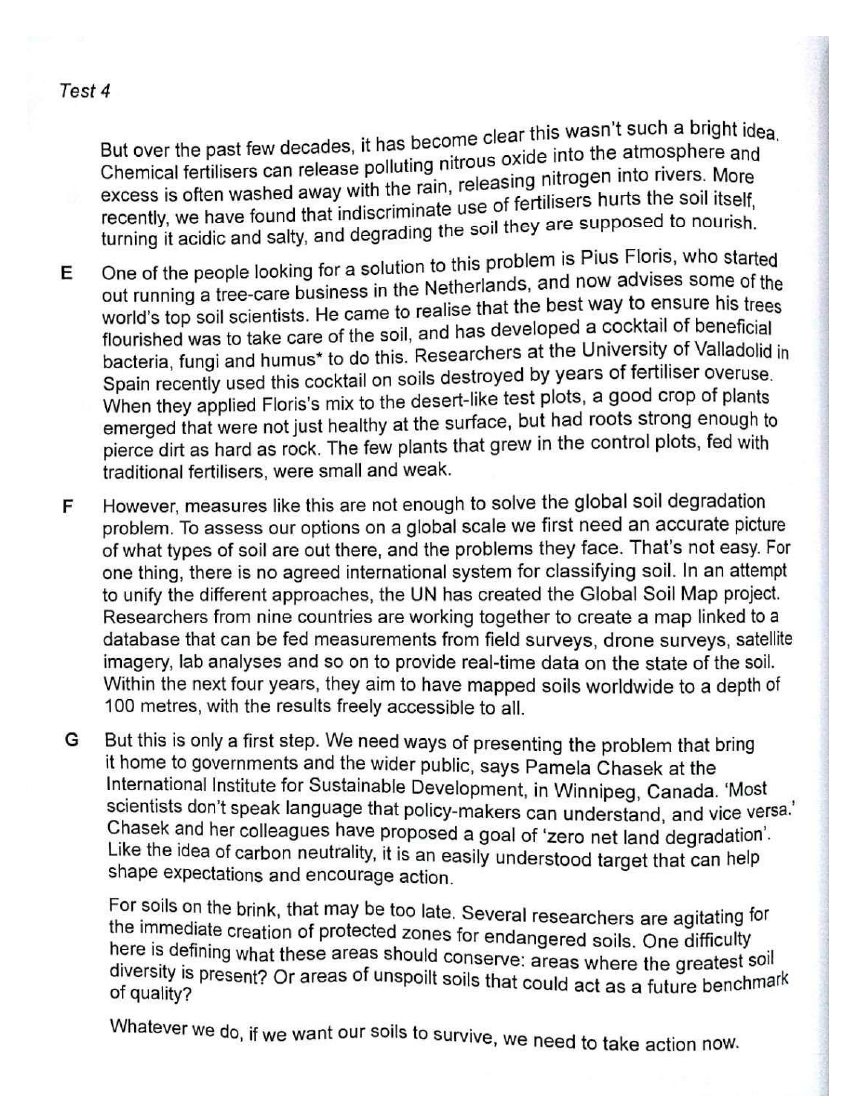 Test 4
But over the past few decades, it has become clear this wasn't such a bright idea.
Chemical fertilisers can release polluting nitrous oxide into the atmosphere and
excess is often washed away with the rain, releasing nitrogen into rivers. More
recently, we have found that indiscriminate use of fertilisers hurts the soil itself,
turning it acidic and salty, and degrading the soil they are supposed to nourish.
E One of the people looking for a solution to this problem is Pius Floris, who started
out running a tree-care business in the Netherlands, and now advises some of the
world's top soil scientists. He came to realise that the best way to ensure his trees
flourished was to take care of the soil, and has developed a cocktail of beneficial
bacteria, fungi and humus* to do this. Researchers at the University of Valladolid in
Spain recently used this cocktail on soils destroyed by years of fertiliser overuse.
When they applied Floris's mix to the desert-like test plots, a good crop of plants
emerged that were not just healthy at the surface, but had roots strong enough to
pierce dirt as hard as rock. The few plants that grew in the control plots, fed with
traditional fertilisers, were small and weak.
F However, measures like this are not enough to solve the global soil degradation
problem. To assess our options on a global scale we first need an accurate picture
of what types of soil are out there, and the problems they face. That's not easy. For
one thing, there is no agreed international system for classifying soil. In an attempt
to unify the different approaches, the UN has created the Global Soil Map project.
Researchers from nine countries are working together to create a map linked to a
database that can be fed measurements from field surveys, drone surveys, satellite
imagery, lab analyses and so on to provide real-time data on the state of the soil.
Within the next four years, they aim to have mapped soils worldwide to a depth of
100 metres, with the results freely accessible to all.
G But this is only a first step. We need ways of presenting the problem that bring
it home to governments and the wider public, says Pamela Chasek at the
International Institute for Sustainable Development, in Winnipeg, Canada. 'Most
scientists don't speak language that policy-makers can understand, and vice versa.'
Chasek and her colleagues have proposed a goal of 'zero net land degradation'.
Like the idea of carbon neutrality, it is an easily understood target that can help
shape expectations and encourage action.
For soils on the brink, that may be too late. Several researchers are agitating for
the immediate creation of protected zones for endangered soils. One difficulty
here is defining what these areas should conserve: areas where the greatest soil
diversity is present? Or areas of unspoilt soils that could act as a future benchmark
of quality?
Whatever we do, if we want our soils to survive, we need to take action now.